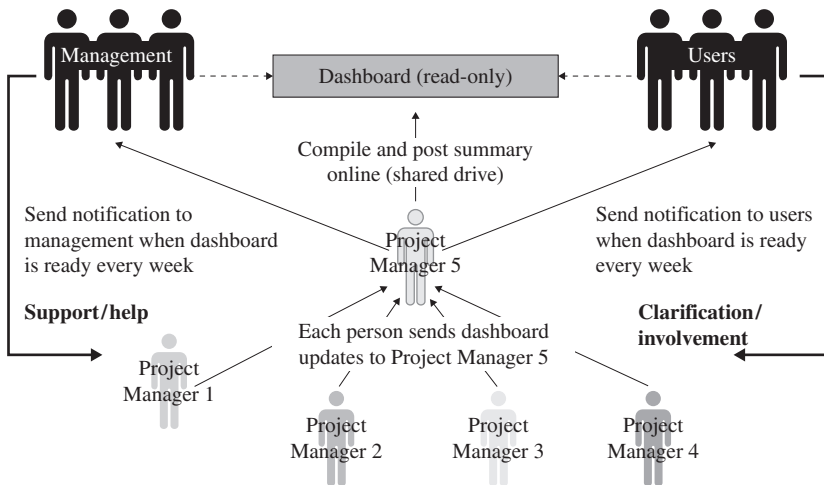 Management
Dashboard (read-only)
Users
Compile and post summary
online (shared drive)
Send notification to
management when dashboard
is ready every week
Project
Manager 5
Send notification to users
when dashboard is ready
every week
Support/help
Clarification/
involvement
Each person sends dashboard
updates to Project Manager 5
Project
Manager 1
Project
Manager 2
Project
Manager 3
Project
Manager 4